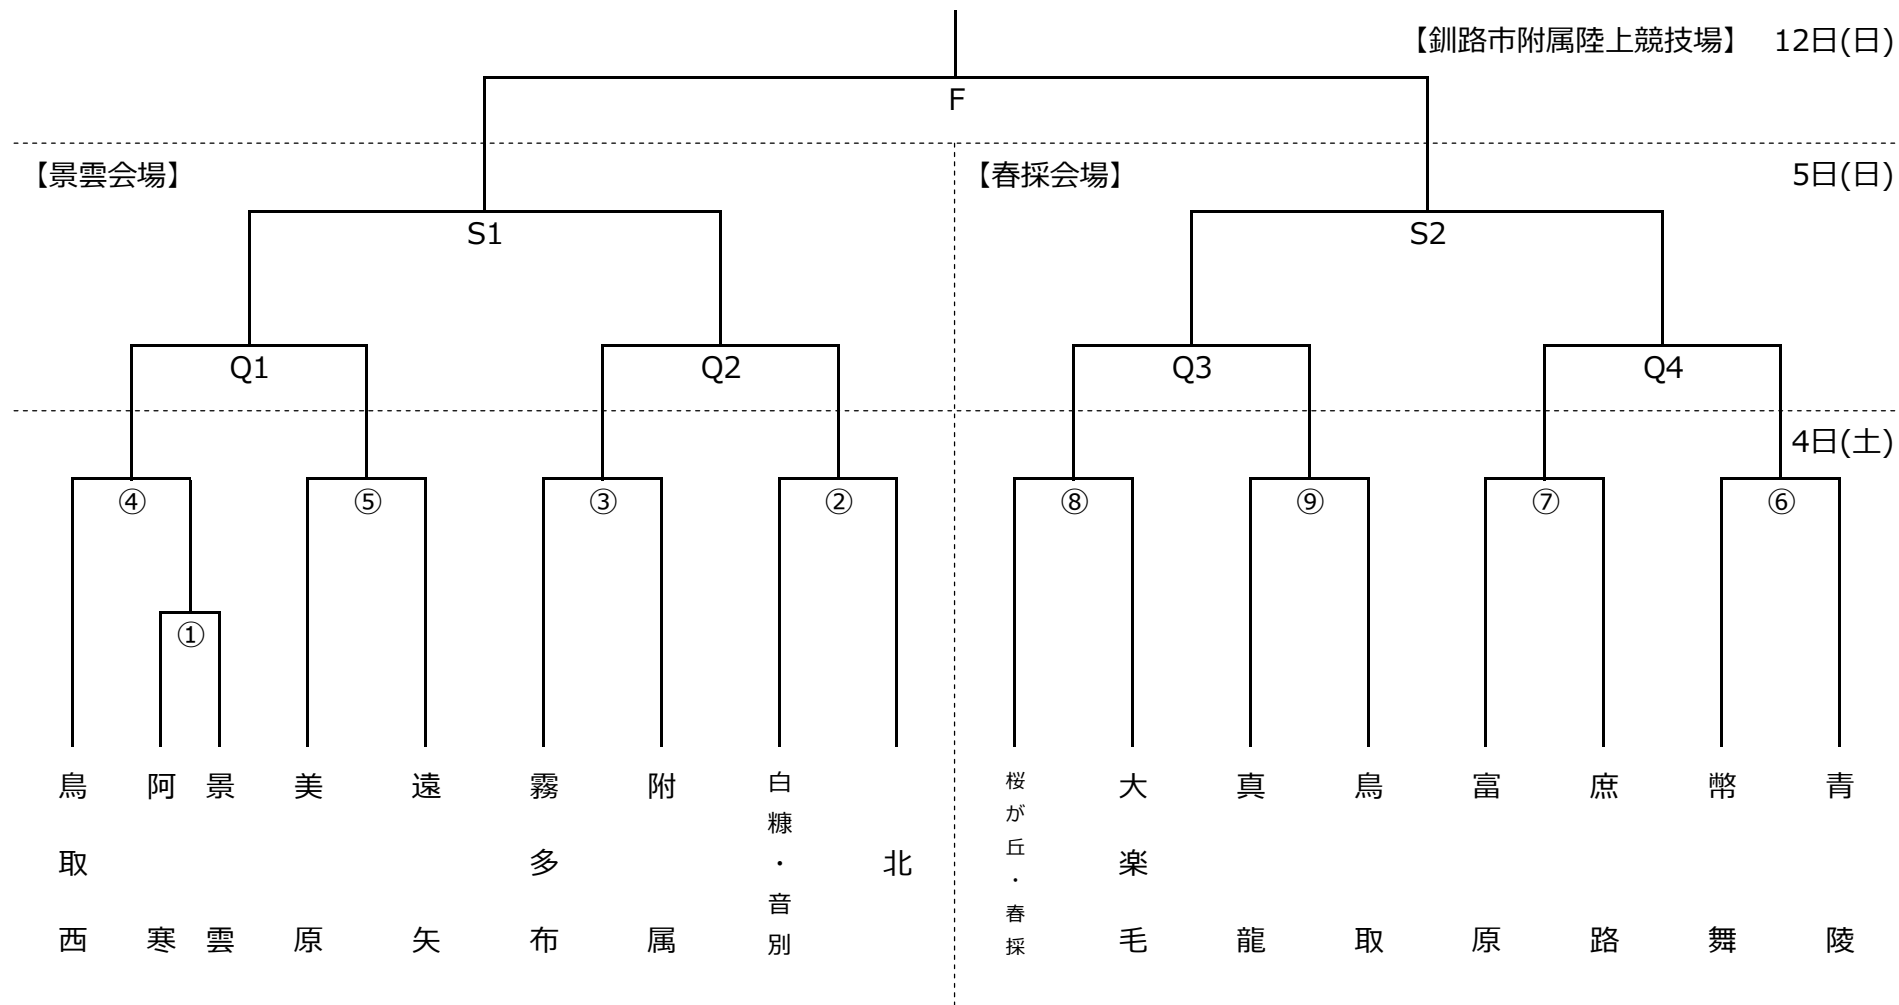 【釧路市附属陸上競技場】 12日(日)
F
【景雲会場】
【春採会場】
5日(日)
S1
S2
Q1
Q2
Q3
Q4
4日(土)
④
⑤
③
②
⑧
⑨
⑦
⑥
①
鳥取西
阿寒
景雲
美原
遠矢
霧多布
附属
白糠・音別
北
桜が丘・春採
大楽毛
真龍
鳥取
富原
庶路
幣舞
青陵